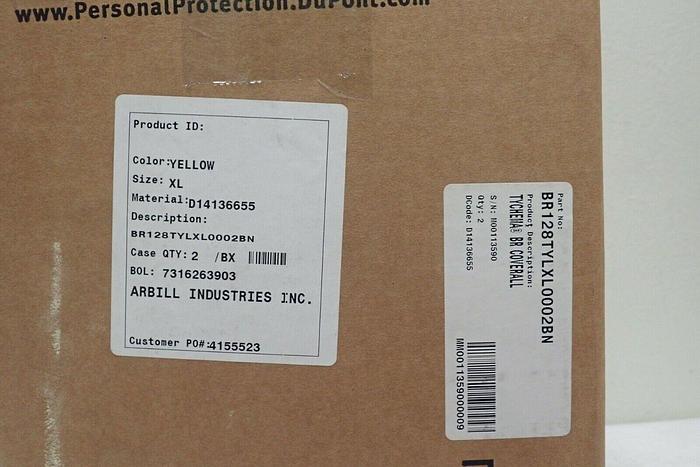 www.PersonalProtection.DuPont.com
Product ID:
Color:YELLOW
Size: XL
Material:D14136655
Description:
BR128TYLXL0002BN
Case QTY: 2 /BX
BOL: 7316263903
ARBILL INDUSTRIES INC.
Customer PO#:4155523
Part No:
BR128TYLXL0002BN
Product Description:
TYCHEM® BR COVERALL
S/N: M00113590
Qty: 2
DCode: D14136655